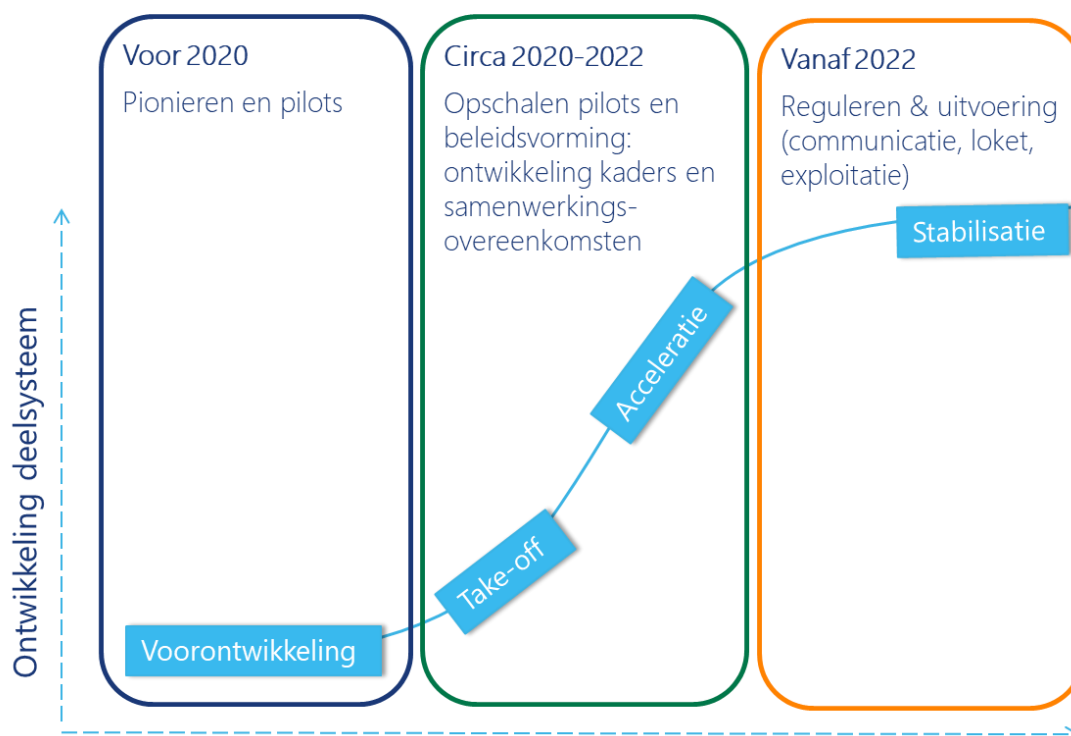 Voor 2020
Pionieren en pilots
Circa 2020-2022
Opschalen pilots en
beleidsvorming:
ontwikkeling kaders en
samenwerkings-
overeenkomsten
Vanaf 2022
Reguleren & uitvoering
(communicatie, loket,
exploitatie)
Stabilisatie
Acceleratie
Take-off
Voorontwikkeling
Ontwikkeling deelsysteem